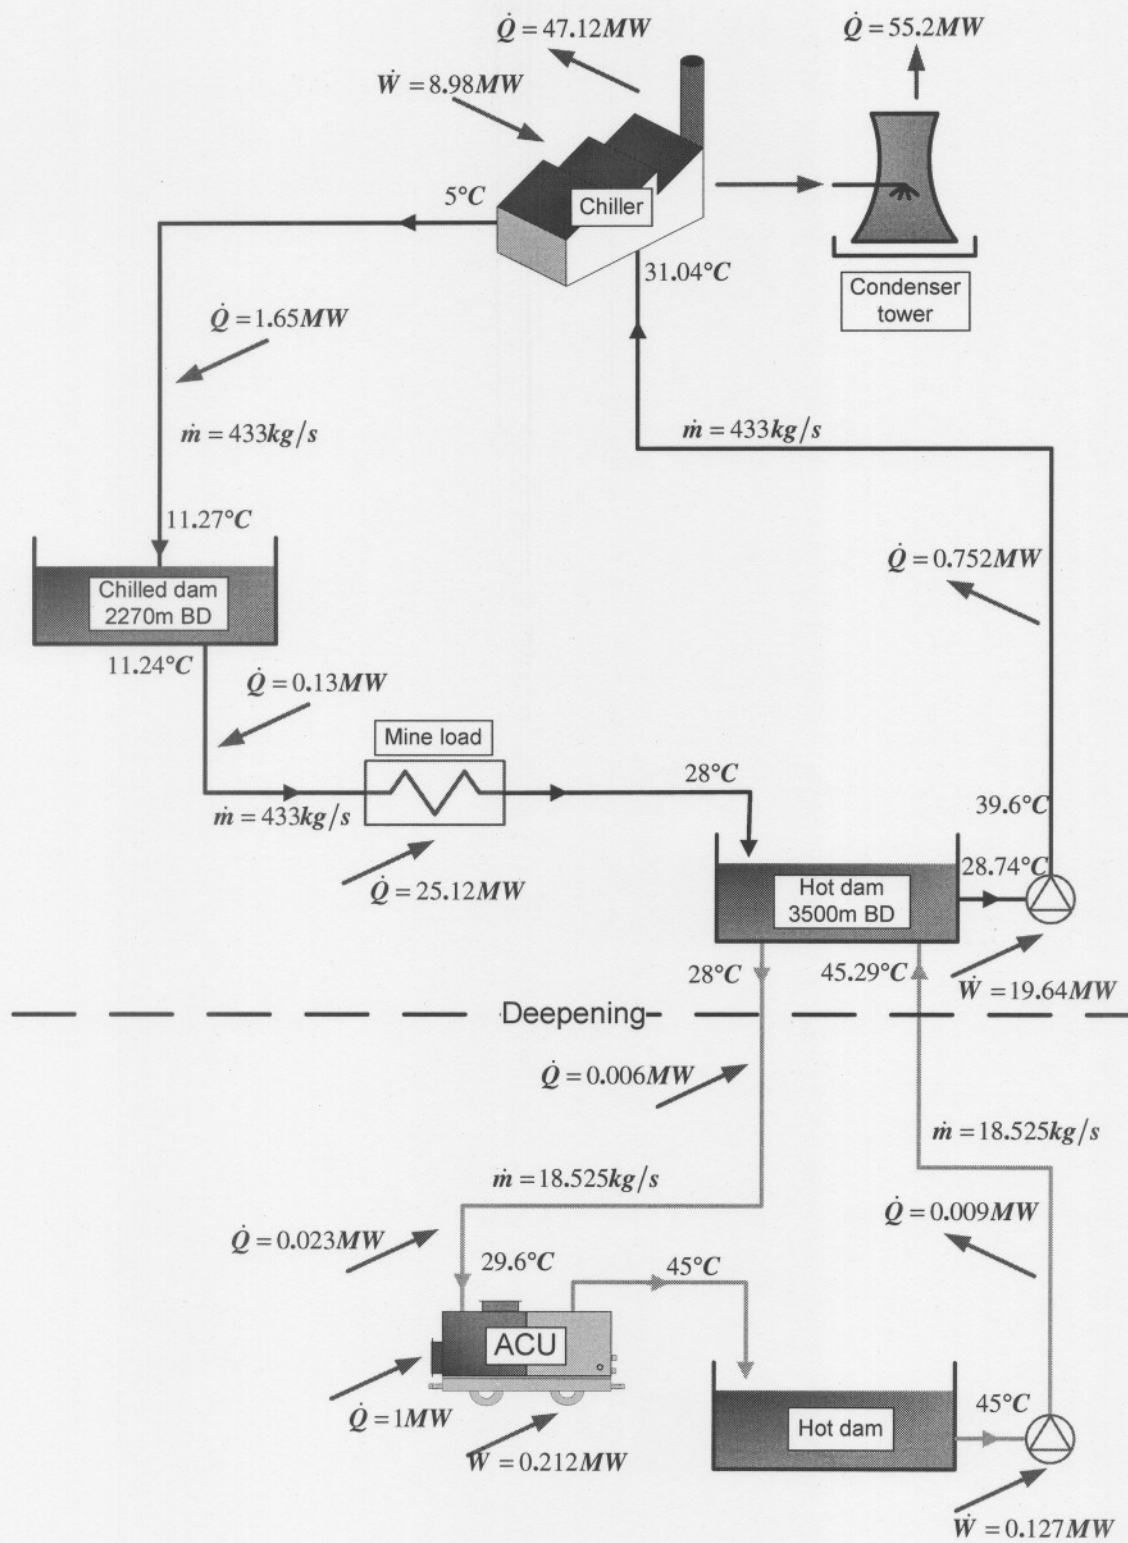 Q̇ = 47.12MW
Q̇ = 55.2MW
Ẇ = 8.98MW
5°C
Chiller
31.04°C
Condenser
tower
Q̇ = 1.65MW
ṁ = 433kg/s
ṁ = 433kg/s
11.27°C
Q̇ = 0.752MW
Chilled dam
2270m BD
11.24°C
Q̇ = 0.13MW
Mine load
28°C
ṁ = 433kg/s
39.6°C
28.74°C
Q̇ = 25.12MW
Hot dam
3500m BD
28°C
45.29°C
Ẇ = 19.64MW
Deepening
Q̇ = 0.006MW
ṁ = 18.525kg/s
ṁ = 18.525kg/s
Q̇ = 0.023MW
Q̇ = 0.009MW
29.6°C
45°C
ACU
Q̇ = 1MW
Ẇ = 0.212MW
Hot dam
45°C
Ẇ = 0.127MW